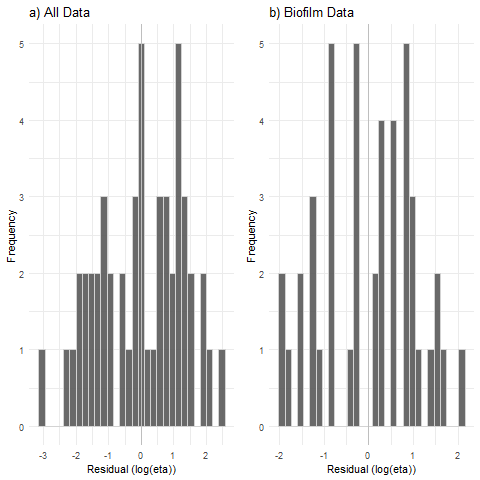 a) All Data
b) Biofilm Data
Frequency
5
4
3
2
1
0
-3 -2 -1 0 1 2
Residual (log(eta))
Frequency
5
4
3
2
1
0
-2 -1 0 1 2
Residual (log(eta))